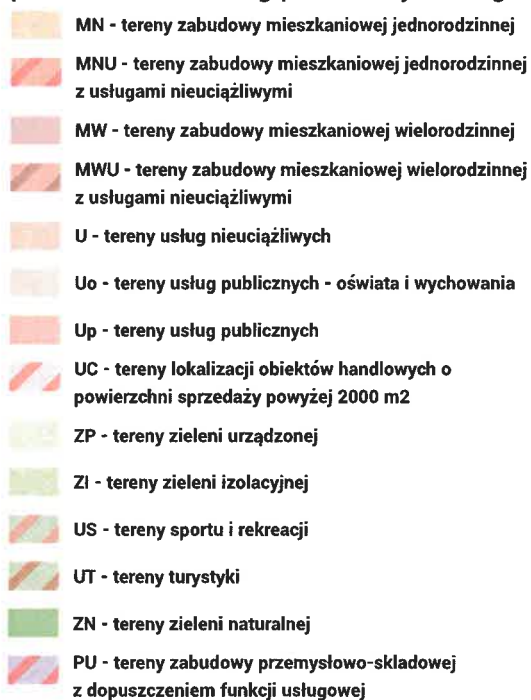 MN - tereny zabudowy mieszkaniowej jednorodzinnej
MNU - tereny zabudowy mieszkaniowej jednorodzinnej
z usługami nieuciążliwymi
MW - tereny zabudowy mieszkaniowej wielorodzinnej
MWU - tereny zabudowy mieszkaniowej wielorodzinnej
z usługami nieuciążliwymi
U - tereny usług nieuciążliwych
Uo - tereny usług publicznych - oświata i wychowania
Up - tereny usług publicznych
UC - tereny lokalizacji obiektów handlowych o
powierzchni sprzedaży powyżej 2000 m2
ZP - tereny zieleni urządzonej
ZI - tereny zieleni izolacyjnej
US - tereny sportu i rekreacji
UT - tereny turystyki
ZN - tereny zieleni naturalnej
PU - tereny zabudowy przemysłowo-składowej
z dopuszczeniem funkcji usługowej